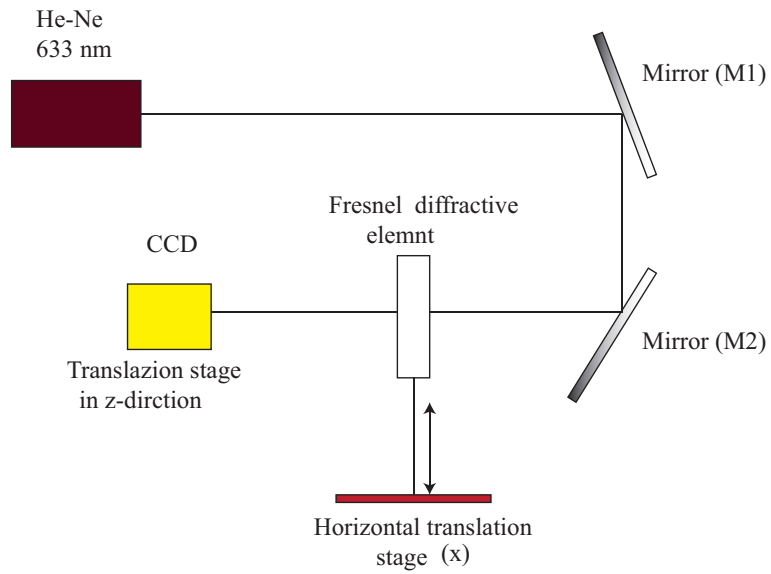 He-Ne
633 nm
Mirror (M1)
Fresnel diffractive
elemnt
CCD
Mirror (M2)
Translazion stage
in z-dirction
Horizontal translation
stage (x)